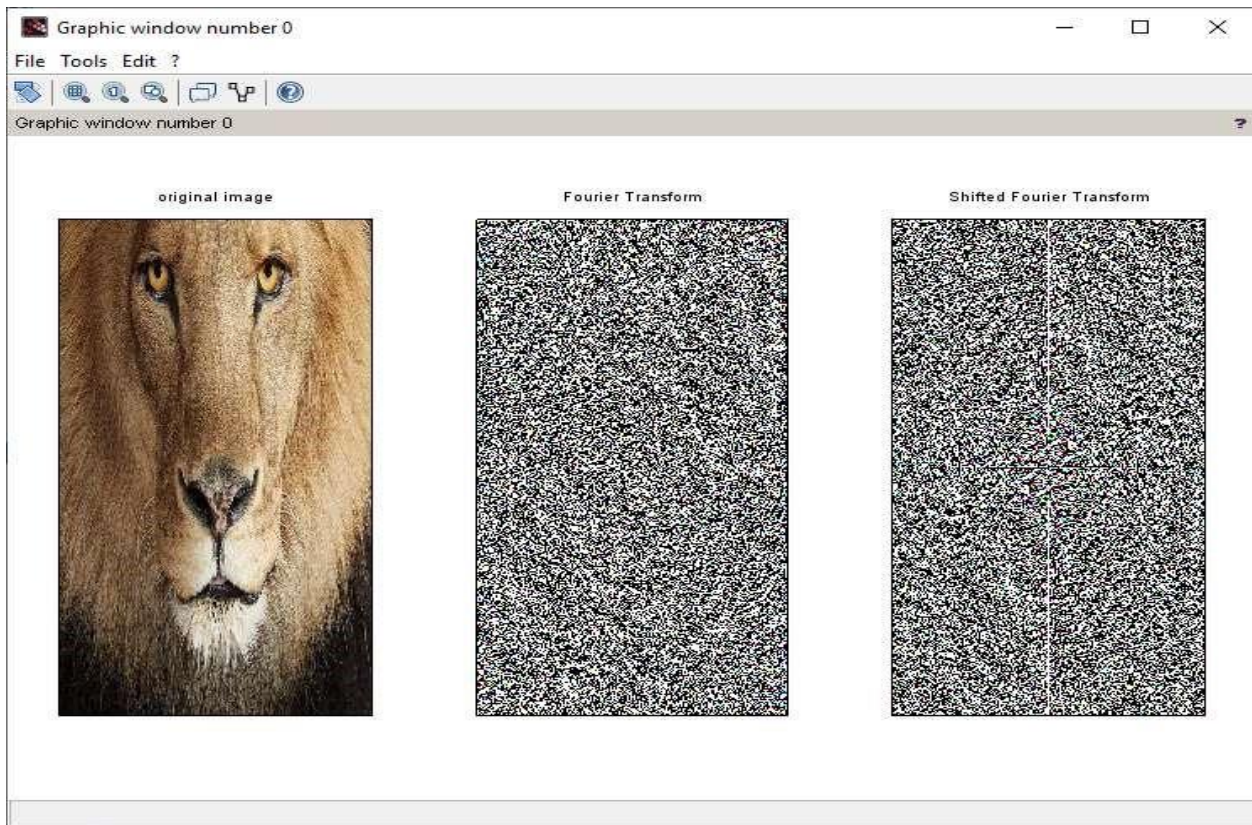 Graphic window number 0
File Tools Edit ?
Graphic window number 0 ?
original image
Fourier Transform
Shifted Fourier Transform